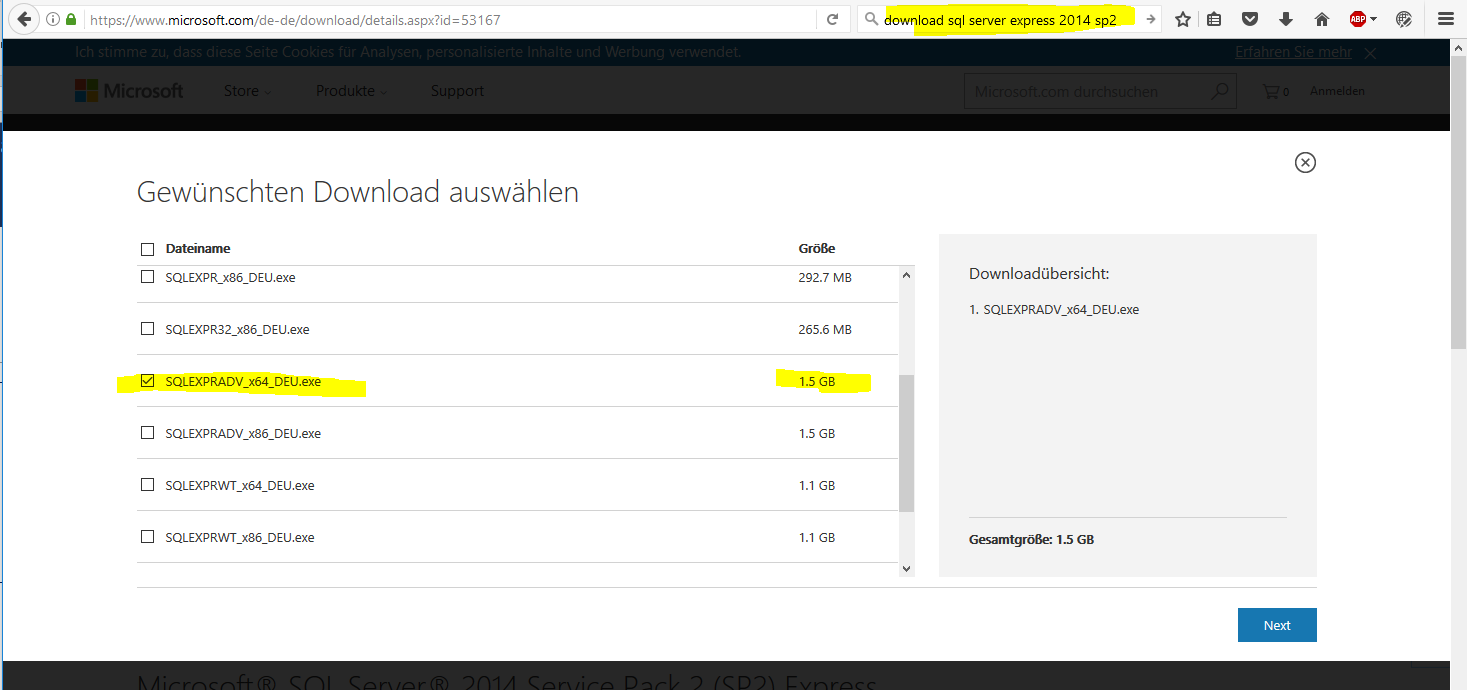 https://www.microsoft.com/de-de/download/details.aspx?id=53167
download sql server express 2014 sp2
ABP
Ich stimme zu, dass diese Seite Cookies für Analysen, personalisierte Inhalte und Werbung verwendet.
Erfahren Sie mehr
Microsoft
Store
Produkte
Support
Microsoft.com durchsuchen
0
Anmelden
Gewünschten Download auswählen
Dateiname Größe
SQLEXPR_x86_DEU.exe 292.7 MB
SQLEXPR32_x86_DEU.exe 265.6 MB
SQLEXPRADV_x64_DEU.exe 1.5 GB
SQLEXPRADV_x86_DEU.exe 1.5 GB
SQLEXPRWT_x64_DEU.exe 1.1 GB
SQLEXPRWT_x86_DEU.exe 1.1 GB
Downloadübersicht:
1. SQLEXPRADV_x64_DEU.exe
Gesamtgröße: 1.5 GB
Next
Microsoft® SQL Server® 2014 Service Pack 2 (SP2) Express